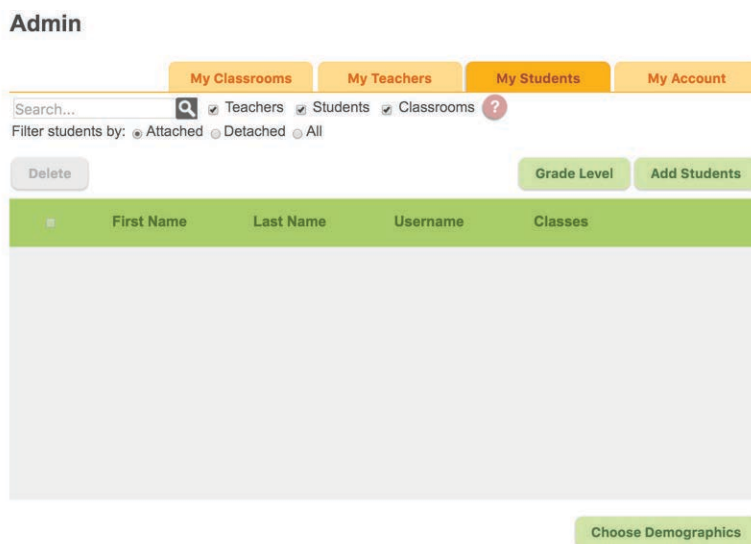 Admin
My Classrooms My Teachers My Students My Account
Search... Teachers Students Classrooms ?
Filter students by: Attached Detached All
Delete Grade Level Add Students
First Name Last Name Username Classes
Choose Demographics